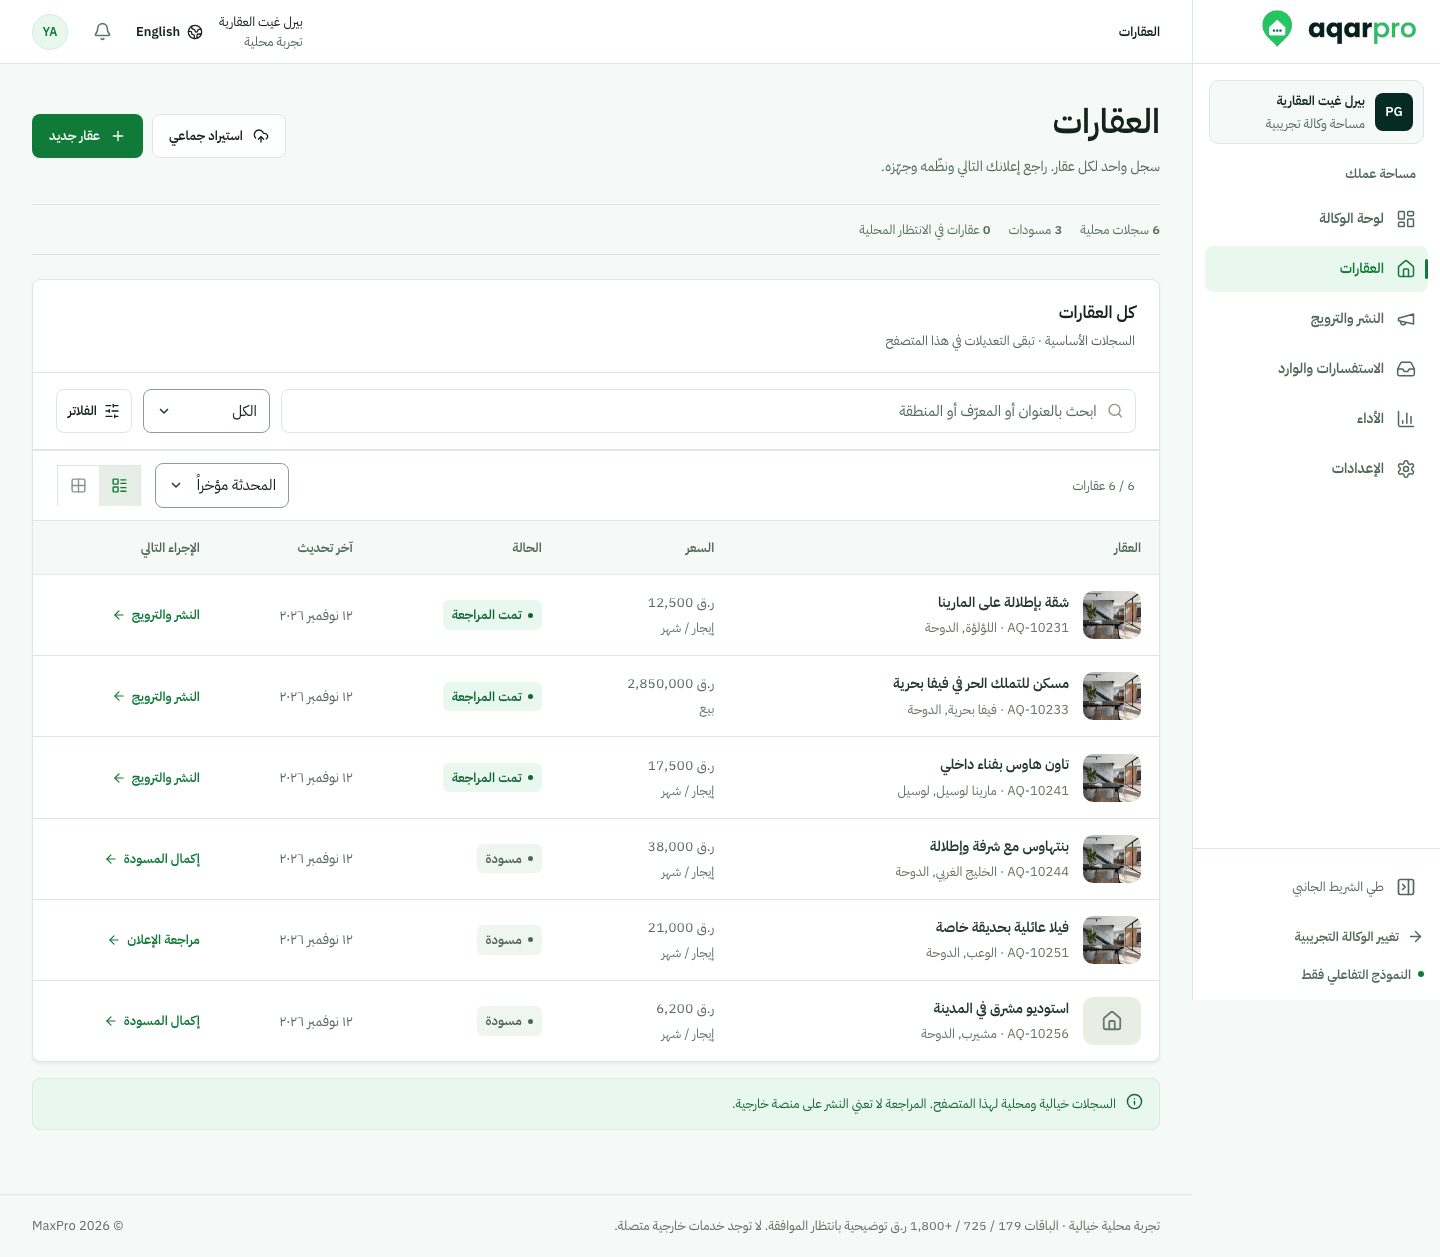 aqarpro
العقارات
بيرل غيت العقارية
تجربة محلية
English
YA
PG
بيرل غيت العقارية
مساحة وكالة تجريبية
مساحة عملك
لوحة الوكالة
العقارات
النشر والترويج
الاستفسارات والوارد
الأداء
الإعدادات
طي الشريط الجانبي
تغيير الوكالة التجريبية
النموذج التفاعلي فقط
العقارات
سجل واحد لكل عقار. راجع إعلانك التالي ونظّمه وجهّزه.
استيراد جماعي
عقار جديد
6 سجلات محلية 3 مسودات 0 عقارات في الانتظار المحلية
كل العقارات
السجلات الأساسية · تبقى التعديلات في هذا المتصفح
ابحث بالعنوان أو المعرّف أو المنطقة
الكل
الفلاتر
6 / 6 عقارات
المحدثة مؤخراً
العقار السعر الحالة آخر تحديث الإجراء التالي
شقة بإطلالة على المارينا
AQ-10231 · اللؤلؤة, الدوحة
ر.ق 12,500
إيجار / شهر
تمت المراجعة
١٢ نوفمبر ٢٠٢٦
النشر والترويج
مسكن للتملك الحر في فيفا بحرية
AQ-10233 · فيفا بحرية, الدوحة
ر.ق 2,850,000
بيع
تمت المراجعة
١٢ نوفمبر ٢٠٢٦
النشر والترويج
تاون هاوس بفناء داخلي
AQ-10241 · مارينا لوسيل, لوسيل
ر.ق 17,500
إيجار / شهر
تمت المراجعة
١٢ نوفمبر ٢٠٢٦
النشر والترويج
بنتهاوس مع شرفة وإطلالة
AQ-10244 · الخليج الغربي, الدوحة
ر.ق 38,000
إيجار / شهر
مسودة
١٢ نوفمبر ٢٠٢٦
إكمال المسودة
فيلا عائلية بحديقة خاصة
AQ-10251 · الوعب, الدوحة
ر.ق 21,000
إيجار / شهر
مسودة
١٢ نوفمبر ٢٠٢٦
مراجعة الإعلان
استوديو مشرق في المدينة
AQ-10256 · مشيرب, الدوحة
ر.ق 6,200
إيجار / شهر
مسودة
١٢ نوفمبر ٢٠٢٦
إكمال المسودة
السجلات خيالية ومحلية لهذا المتصفح. المراجعة لا تعني النشر على منصة خارجية.
تجربة محلية خيالية · الباقات 179 / 725 / +1,800 ر.ق توضيحية بانتظار الموافقة. لا توجد خدمات خارجية متصلة.
© 2026 MaxPro